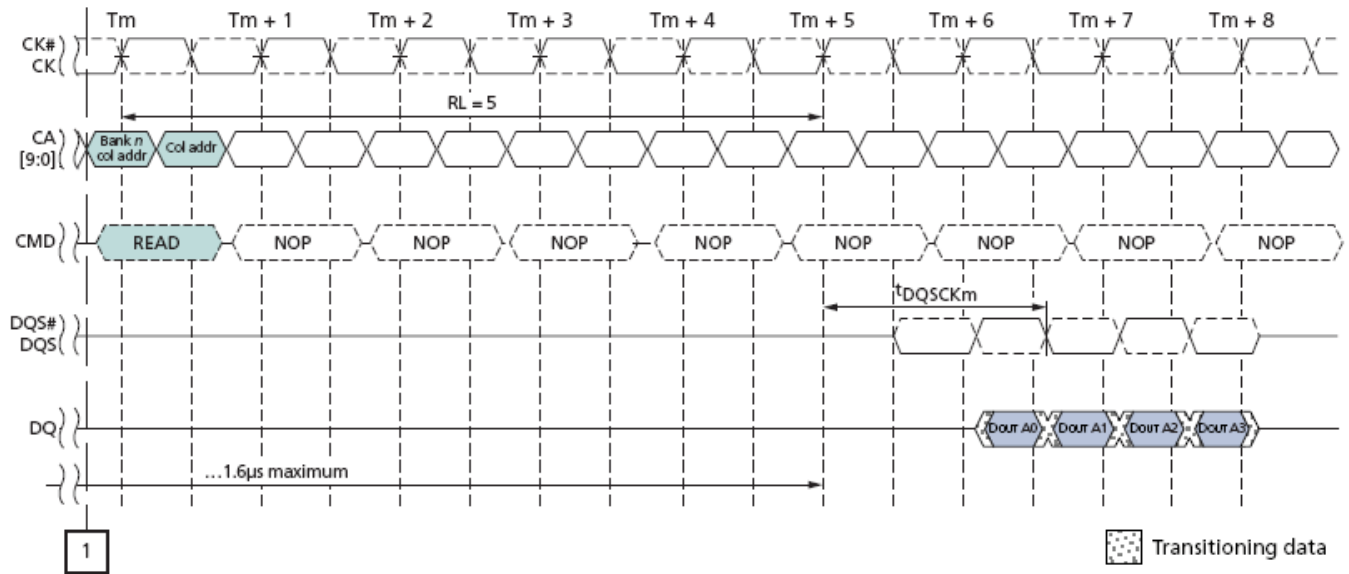 Tm Tm + 1 Tm + 2 Tm + 3 Tm + 4 Tm + 5 Tm + 6 Tm + 7 Tm + 8
CK#
CK
RL = 5
CA
[9:0]
Bank n
col addr
Col addr
CMD READ NOP NOP NOP NOP NOP NOP NOP NOP
tDQSCKm
DQS#
DQS
DQ DOUT A0 DOUT A1 DOUT A2 DOUT A3
...1.6µs maximum
1
Transitioning data